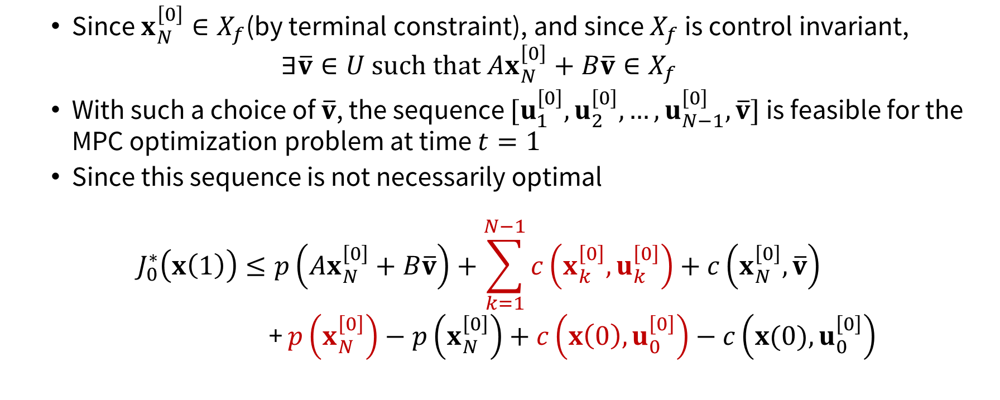 • Since $\mathbf{x}_N^{[0]} \in X_f$(by terminal constraint), and since $X_f$ is control invariant,
$\exists \bar{\mathbf{v}} \in U \text{ such that } A\mathbf{x}_N^{[0]} + B\bar{\mathbf{v}} \in X_f$
• With such a choice of $\bar{\mathbf{v}}$, the sequence $[\mathbf{u}_1^{[0]}, \mathbf{u}_2^{[0]}, \ldots, \mathbf{u}_{N-1}^{[0]}, \bar{\mathbf{v}}]$ is feasible for the
MPC optimization problem at time $t = 1$
• Since this sequence is not necessarily optimal
$J_0^*(\mathbf{x}(1)) \leq p\left(A\mathbf{x}_N^{[0]} + B\bar{\mathbf{v}}\right) + \sum_{k=1}^{N-1} c\left(\mathbf{x}_k^{[0]}, \mathbf{u}_k^{[0]}\right) + c\left(\mathbf{x}_N^{[0]}, \bar{\mathbf{v}}\right)$
$+ p\left(\mathbf{x}_N^{[0]}\right) - p\left(\mathbf{x}_N^{[0]}\right) + c\left(\mathbf{x}(0), \mathbf{u}_0^{[0]}\right) - c\left(\mathbf{x}(0), \mathbf{u}_0^{[0]}\right)$